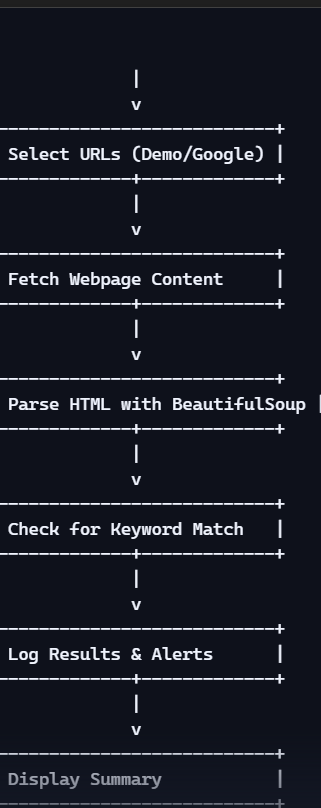 |
              v
---------------------------+
 Select URLs (Demo/Google) |
-------------+-------------+
             |
             v
---------------------------+
 Fetch Webpage Content     |
-------------+-------------+
             |
             v
---------------------------+
 Parse HTML with BeautifulSoup |
-------------+-------------+
             |
             v
---------------------------+
 Check for Keyword Match   |
-------------+-------------+
             |
             v
---------------------------+
 Log Results & Alerts      |
-------------+-------------+
             |
             v
---------------------------+
 Display Summary           |
---------------------------+